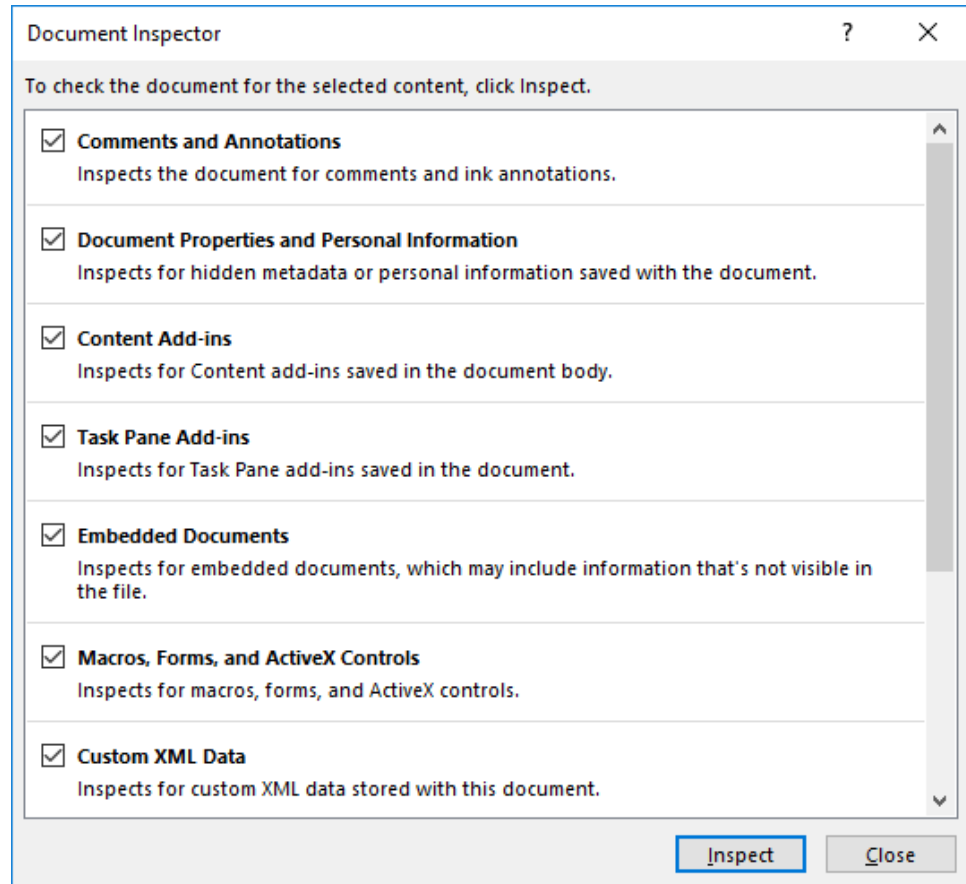 Document Inspector ?
To check the document for the selected content, click Inspect.
Comments and Annotations
Inspects the document for comments and ink annotations.
Document Properties and Personal Information
Inspects for hidden metadata or personal information saved with the document.
Content Add-ins
Inspects for Content add-ins saved in the document body.
Task Pane Add-ins
Inspects for Task Pane add-ins saved in the document.
Embedded Documents
Inspects for embedded documents, which may include information that's not visible in
the file.
Macros, Forms, and ActiveX Controls
Inspects for macros, forms, and ActiveX controls.
Custom XML Data
Inspects for custom XML data stored with this document.
Inspect Close